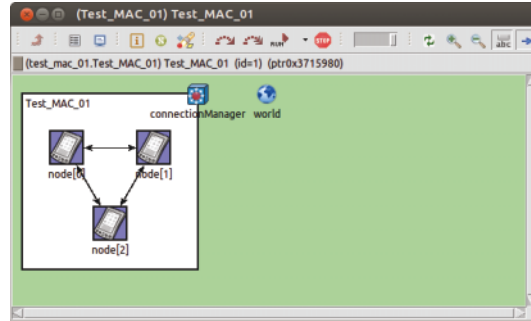 (Test_MAC_01) Test_MAC_01
RUN
STOP
abc
(test_mac_01.Test_MAC_01) Test_MAC_01 (id=1) (ptr0x3715980)
Test_MAC_01
connectionManager
world
node[0]
node[1]
node[2]